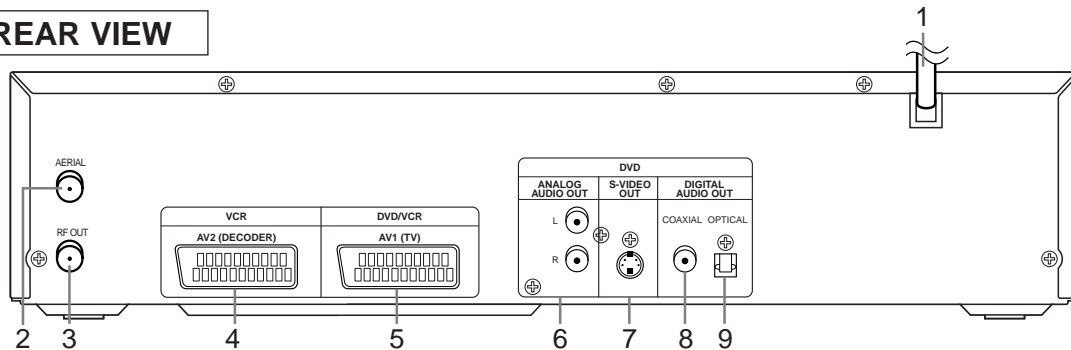 REAR VIEW
1
AERIAL
RF OUT
VCR
AV2 (DECODER)
DVD/VCR
AV1 (TV)
DVD
ANALOG
AUDIO OUT
L
R
S-VIDEO
OUT
DIGITAL
AUDIO OUT
COAXIAL OPTICAL
2 3 4 5 6 7 8 9